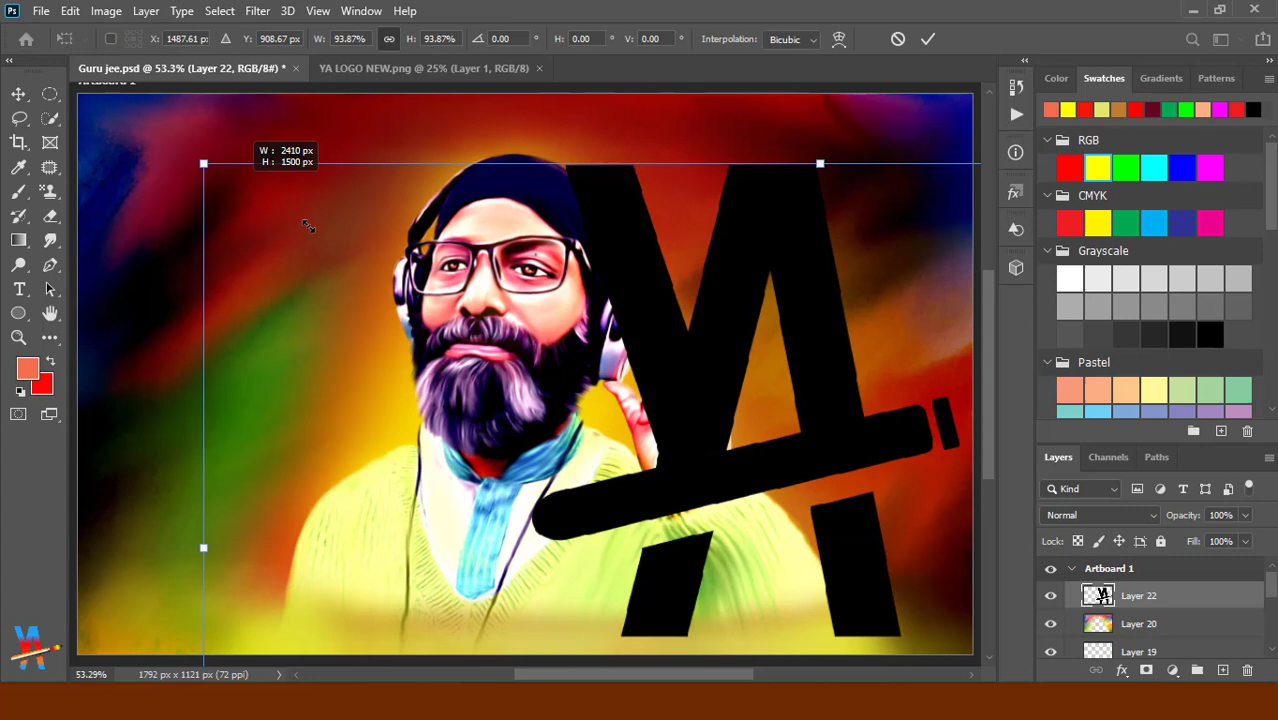 Ps File Edit Image Layer Type Select Filter 3D View Window Help
X: 1487.61 p Y: 908.67 px W: 93.87% H: 93.87% 0.00 ° H: 0.00 ° V: 0.00 ° Interpolation: Bicubic
Guru jee.psd @ 53.3% (Layer 22, RGB/8#) * × YA LOGO NEW.png @ 25% (Layer 1, RGB/8) ×
Color Swatches Gradients Patterns
W : 2410 px
H : 1500 px
RGB
CMYK
Grayscale
Pastel
Layers Channels Paths
Kind
Normal Opacity: 100%
Lock: Fill: 100%
Artboard 1
Layer 22
Layer 20
Layer 19
YA
53.29% 1792 px x 1121 px (72 ppi)